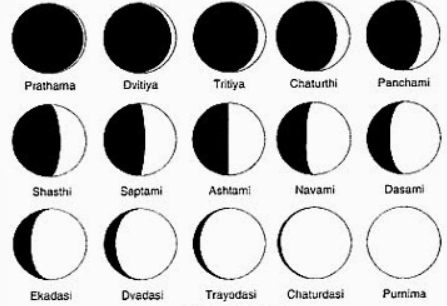 Prathama Dvitiya Tritiya Chaturthi Panchami
Shasthi Saptami Ashtami Navami Dasami
Ekadasi Dvadasi Trayodasi Chaturdasi Purnima